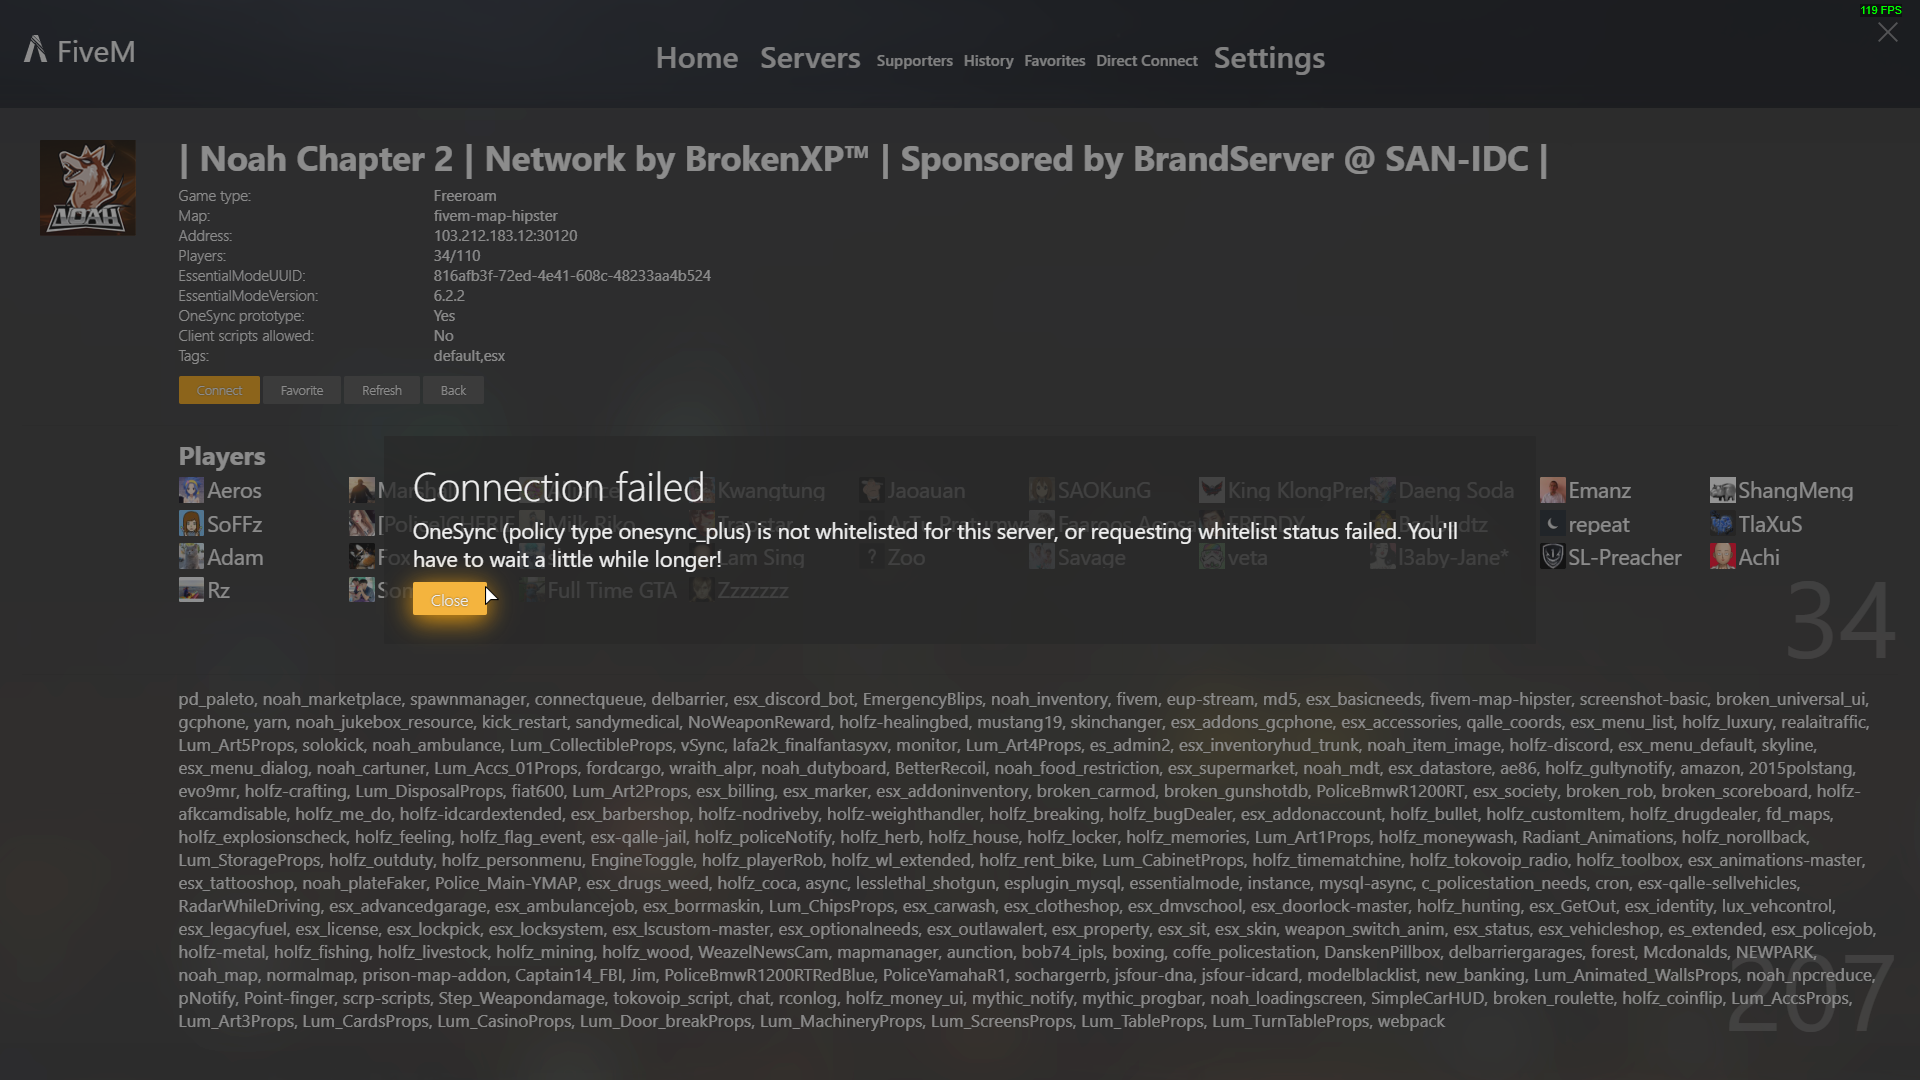 119 FPS
FiveM
Home Servers Supporters History Favorites Direct Connect Settings
| Noah Chapter 2 | Network by BrokenXP™ | Sponsored by BrandServer @ SAN-IDC |
NOAH
Game type: Freeroam
Map: fivem-map-hipster
Address: 103.212.183.12:30120
Players: 34/110
EssentialModeUUID: 816afb3f-72ed-4e41-608c-48233aa4b524
EssentialModeVersion: 6.2.2
OneSync prototype: Yes
Client scripts allowed: No
Tags: default,esx
Connect Favorite Refresh Back
Players
Aeros Kwangtung Jaoauan SAOKunG King KlongPrem Daeng Soda Emanz ShangMeng
SoFFz repeat TlaXuS
Adam Zoo Savage veta l3aby-Jane* SL-Preacher Achi
Rz Full Time GTA Zzzzzzz
34
Connection failed
OneSync (policy type onesync_plus) is not whitelisted for this server, or requesting whitelist status failed. You'll
have to wait a little while longer!
Close
pd_paleto, noah_marketplace, spawnmanager, connectqueue, delbarrier, esx_discord_bot, EmergencyBlips, noah_inventory, fivem, eup-stream, md5, esx_basicneeds, fivem-map-hipster, screenshot-basic, broken_universal_ui,
gcphone, yarn, noah_jukebox_resource, kick_restart, sandymedical, NoWeaponReward, holfz-healingbed, mustang19, skinchanger, esx_addons_gcphone, esx_accessories, qalle_coords, esx_menu_list, holfz_luxury, realaitraffic,
Lum_Art5Props, solokick, noah_ambulance, Lum_CollectibleProps, vSync, lafa2k_finalfantasyxv, monitor, Lum_Art4Props, es_admin2, esx_inventoryhud_trunk, noah_item_image, holfz-discord, esx_menu_default, skyline,
esx_menu_dialog, noah_cartuner, Lum_Accs_01Props, fordcargo, wraith_alpr, noah_dutyboard, BetterRecoil, noah_food_restriction, esx_supermarket, noah_mdt, esx_datastore, ae86, holfz_gultynotify, amazon, 2015polstang,
evo9mr, holfz-crafting, Lum_DisposalProps, fiat600, Lum_Art2Props, esx_billing, esx_marker, esx_addoninventory, broken_carmod, broken_gunshotdb, PoliceBmwR1200RT, esx_society, broken_rob, broken_scoreboard, holfz-
afkcamdisable, holfz_me_do, holfz-idcardextended, esx_barbershop, holfz-nodriveby, holfz-weighthandler, holfz_breaking, holfz_bugDealer, esx_addonaccount, holfz_bullet, holfz_customItem, holfz_drugdealer, fd_maps,
holfz_explosionscheck, holfz_feeling, holfz_flag_event, esx-qalle-jail, holfz_policeNotify, holfz_herb, holfz_house, holfz_locker, holfz_memories, Lum_Art1Props, holfz_moneywash, Radiant_Animations, holfz_norollback,
Lum_StorageProps, holfz_outduty, holfz_personmenu, EngineToggle, holfz_playerRob, holfz_wl_extended, holfz_rent_bike, Lum_CabinetProps, holfz_timematchine, holfz_tokovoip_radio, holfz_toolbox, esx_animations-master,
esx_tattooshop, noah_plateFaker, Police_Main-YMAP, esx_drugs_weed, holfz_coca, async, lesslethal_shotgun, esplugin_mysql, essentialmode, instance, mysql-async, c_policestation_needs, cron, esx-qalle-sellvehicles,
RadarWhileDriving, esx_advancedgarage, esx_ambulancejob, esx_borrmaskin, Lum_ChipsProps, esx_carwash, esx_clotheshop, esx_dmvschool, esx_doorlock-master, holfz_hunting, esx_GetOut, esx_identity, lux_vehcontrol,
esx_legacyfuel, esx_license, esx_lockpick, esx_locksystem, esx_lscustom-master, esx_optionalneeds, esx_outlawalert, esx_property, esx_sit, esx_skin, weapon_switch_anim, esx_status, esx_vehicleshop, es_extended, esx_policejob,
holfz-metal, holfz_fishing, holfz_livestock, holfz_mining, holfz_wood, WeazelNewsCam, mapmanager, aunction, bob74_ipls, boxing, coffe_policestation, DanskenPillbox, delbarriergarages, forest, Mcdonalds, NEWPARK,
noah_map, normalmap, prison-map-addon, Captain14_FBI, Jim, PoliceBmwR1200RTRedBlue, PoliceYamahaR1, sochargerrb, jsfour-dna, jsfour-idcard, modelblacklist, new_banking, Lum_Animated_WallsProps, noah_npcreduce,
pNotify, Point-finger, scrp-scripts, Step_Weapondamage, tokovoip_script, chat, rconlog, holfz_money_ui, mythic_notify, mythic_progbar, noah_loadingscreen, SimpleCarHUD, broken_roulette, holfz_coinflip, Lum_AccsProps,
Lum_Art3Props, Lum_CardsProps, Lum_CasinoProps, Lum_Door_breakProps, Lum_MachineryProps, Lum_ScreensProps, Lum_TableProps, Lum_TurnTableProps, webpack
207